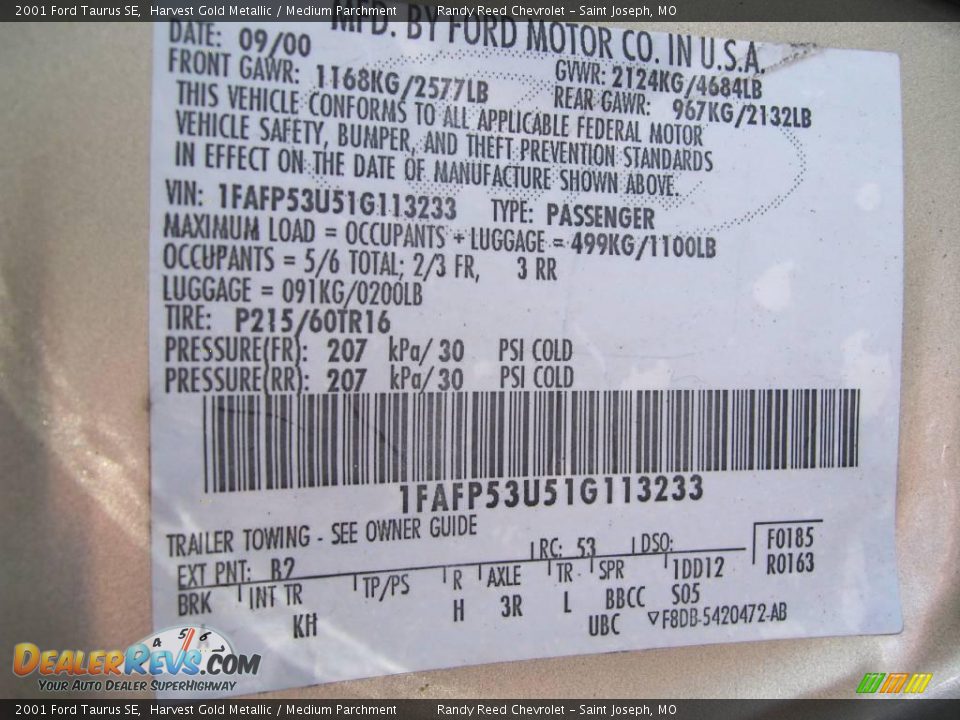 2001 Ford Taurus SE, Harvest Gold Metallic / Medium Parchment Randy Reed Chevrolet – Saint Joseph, MO
MFD. BY FORD MOTOR CO. IN U.S.A.
DATE: 09/00 GVWR: 2124KG/4684LB
FRONT GAWR: 1168KG/2577LB REAR GAWR: 967KG/2132LB
THIS VEHICLE CONFORMS TO ALL APPLICABLE FEDERAL MOTOR
VEHICLE SAFETY, BUMPER, AND THEFT PREVENTION STANDARDS
IN EFFECT ON THE DATE OF MANUFACTURE SHOWN ABOVE.
VIN: 1FAFP53U51G113233 TYPE: PASSENGER
MAXIMUM LOAD = OCCUPANTS + LUGGAGE = 499KG/1100LB
OCCUPANTS = 5/6 TOTAL; 2/3 FR, 3 RR
LUGGAGE = 091KG/0200LB
TIRE: P215/60TR16
PRESSURE(FR): 207 kPa/ 30 PSI COLD
PRESSURE(RR): 207 kPa/ 30 PSI COLD
1FAFP53U51G113233
TRAILER TOWING - SEE OWNER GUIDE
EXT PNT: B2 RC: 53 DSO: F0185
BRK INT TR TP/PS R AXLE TR SPR 1DD12 R0163
KH H 3R L BBCC S05
UBC ▽F8DB-5420472-AB
4 5 6
DealerRevs.com
Your Auto Dealer SuperHighway
2001 Ford Taurus SE, Harvest Gold Metallic / Medium Parchment Randy Reed Chevrolet – Saint Joseph, MO